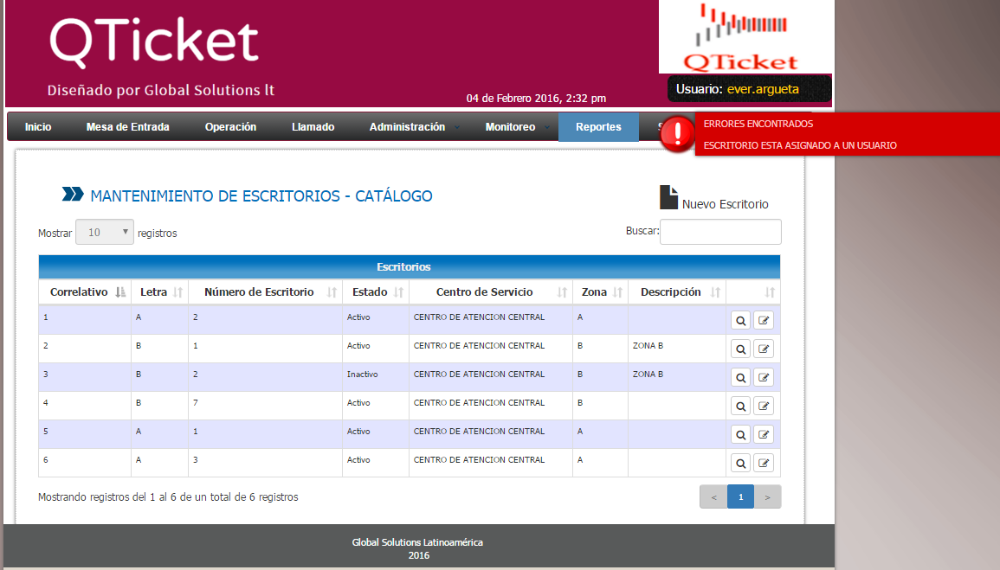 QTicket
Diseñado por Global Solutions lt
04 de Febrero 2016, 2:32 pm
QTicket
Usuario: ever.argueta
Inicio Mesa de Entrada Operación Llamado Administración Monitoreo Reportes S
ERRORES ENCONTRADOS
ESCRITORIO ESTA ASIGNADO A UN USUARIO
MANTENIMIENTO DE ESCRITORIOS - CATÁLOGO
Nuevo Escritorio
Mostrar 10 registros
Buscar:
Escritorios
Correlativo Letra Número de Escritorio Estado Centro de Servicio Zona Descripción
1 A 2 Activo CENTRO DE ATENCION CENTRAL A
2 B 1 Activo CENTRO DE ATENCION CENTRAL B ZONA B
3 B 2 Inactivo CENTRO DE ATENCION CENTRAL B ZONA B
4 B 7 Activo CENTRO DE ATENCION CENTRAL B
5 A 1 Activo CENTRO DE ATENCION CENTRAL A
6 A 3 Activo CENTRO DE ATENCION CENTRAL A
Mostrando registros del 1 al 6 de un total de 6 registros
< 1 >
Global Solutions Latinoamérica
2016